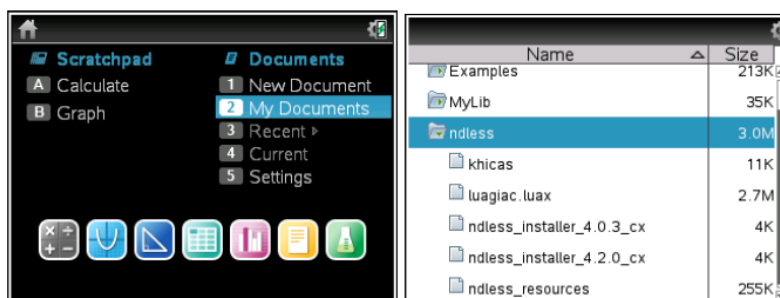 Scratchpad
A Calculate
B Graph
Documents
1 New Document
2 My Documents
3 Recent
4 Current
5 Settings
Name Size
Examples 213K
MyLib 35K
ndless 3.0M
khicas 11K
luagiac.luax 2.7M
ndless_installer_4.0.3_cx 4K
ndless_installer_4.2.0_cx 4K
ndless_resources 255K